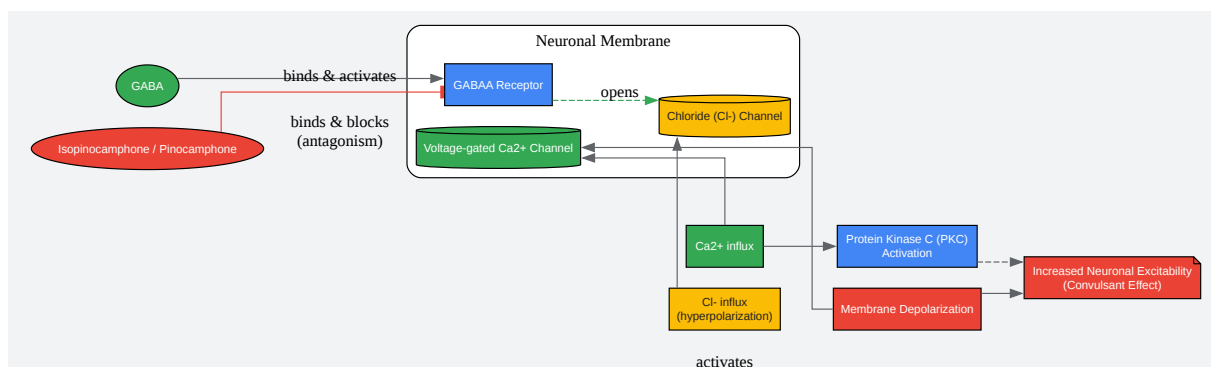 Neuronal Membrane
GABA
binds & activates
GABAA Receptor
opens
Chloride (Cl-) Channel
Isopinocamphone / Pinocamphone
binds & blocks
(antagonism)
Voltage-gated Ca2+ Channel
Ca2+ influx
Protein Kinase C (PKC)
Activation
Increased Neuronal Excitability
(Convulsant Effect)
Cl- influx
(hyperpolarization)
Membrane Depolarization
activates